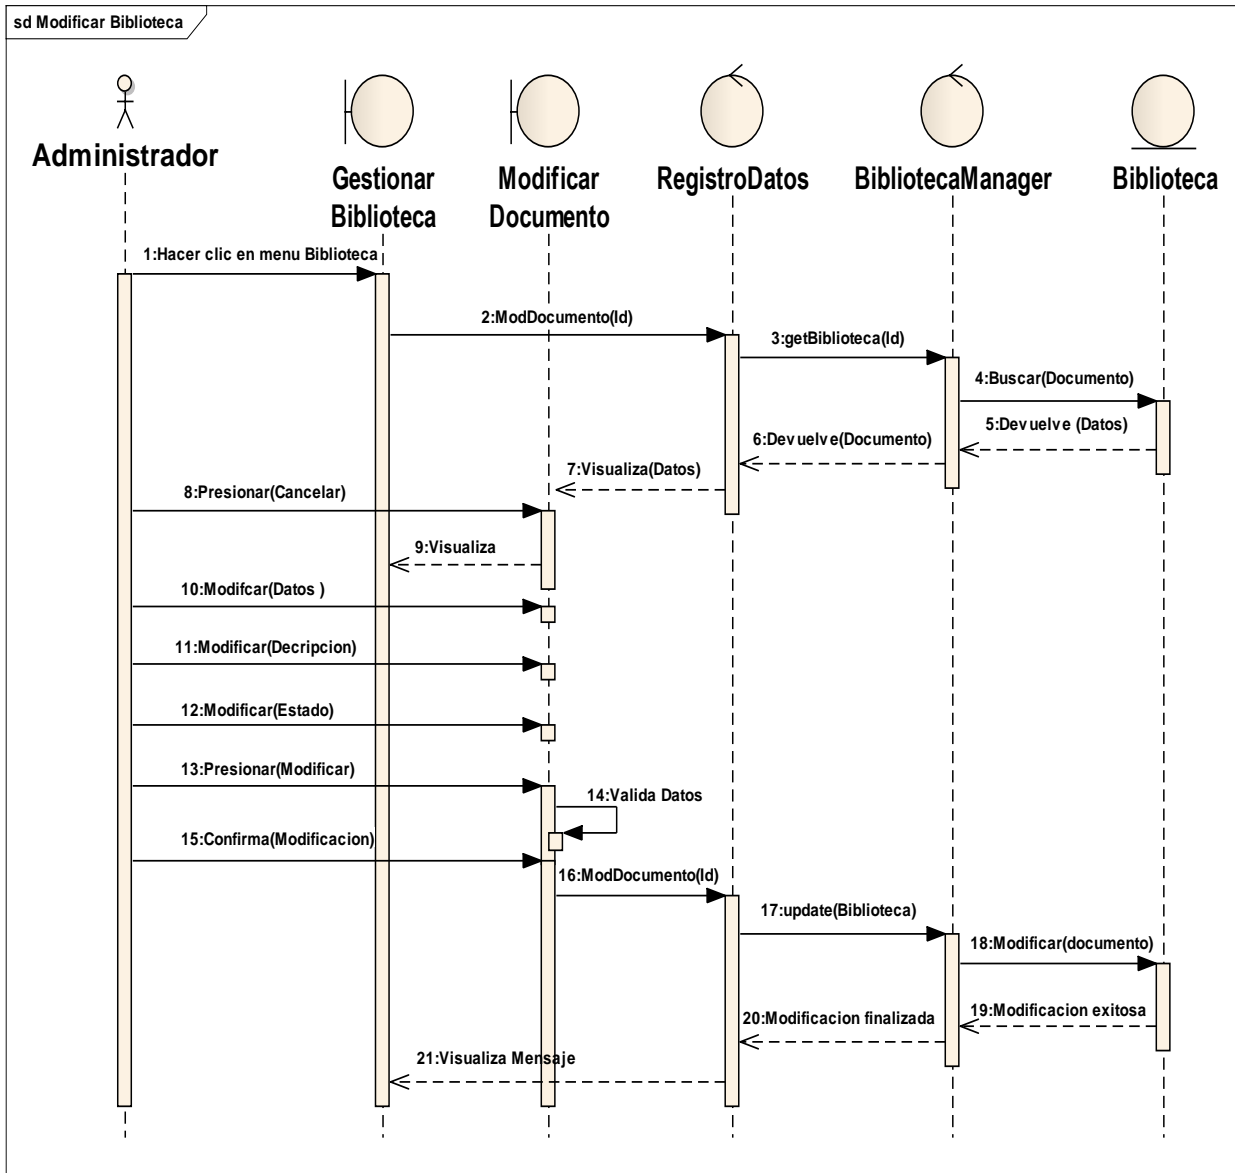 sd Modificar Biblioteca
Administrador
Gestionar
Biblioteca
Modificar
Documento
RegistroDatos
BibliotecaManager
Biblioteca
1:Hacer clic en menu Biblioteca
2:ModDocumento(Id)
3:getBiblioteca(Id)
4:Buscar(Documento)
5:Devuelve (Datos)
6:Devuelve(Documento)
7:Visualiza(Datos)
8:Presionar(Cancelar)
9:Visualiza
10:Modifcar(Datos )
11:Modificar(Decripcion)
12:Modificar(Estado)
13:Presionar(Modificar)
14:Valida Datos
15:Confirma(Modificacion)
16:ModDocumento(Id)
17:update(Biblioteca)
18:Modificar(documento)
19:Modificacion exitosa
20:Modificacion finalizada
21:Visualiza Mensaje